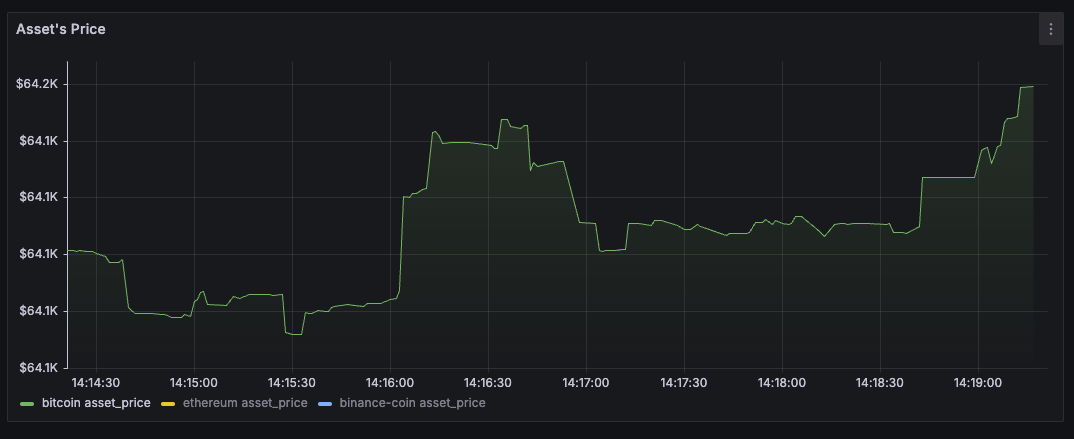 Asset's Price
$64.2K
$64.1K
$64.1K
$64.1K
$64.1K
$64.1K
14:14:30 14:15:00 14:15:30 14:16:00 14:16:30 14:17:00 14:17:30 14:18:00 14:18:30 14:19:00
bitcoin asset_price ethereum asset_price binance-coin asset_price